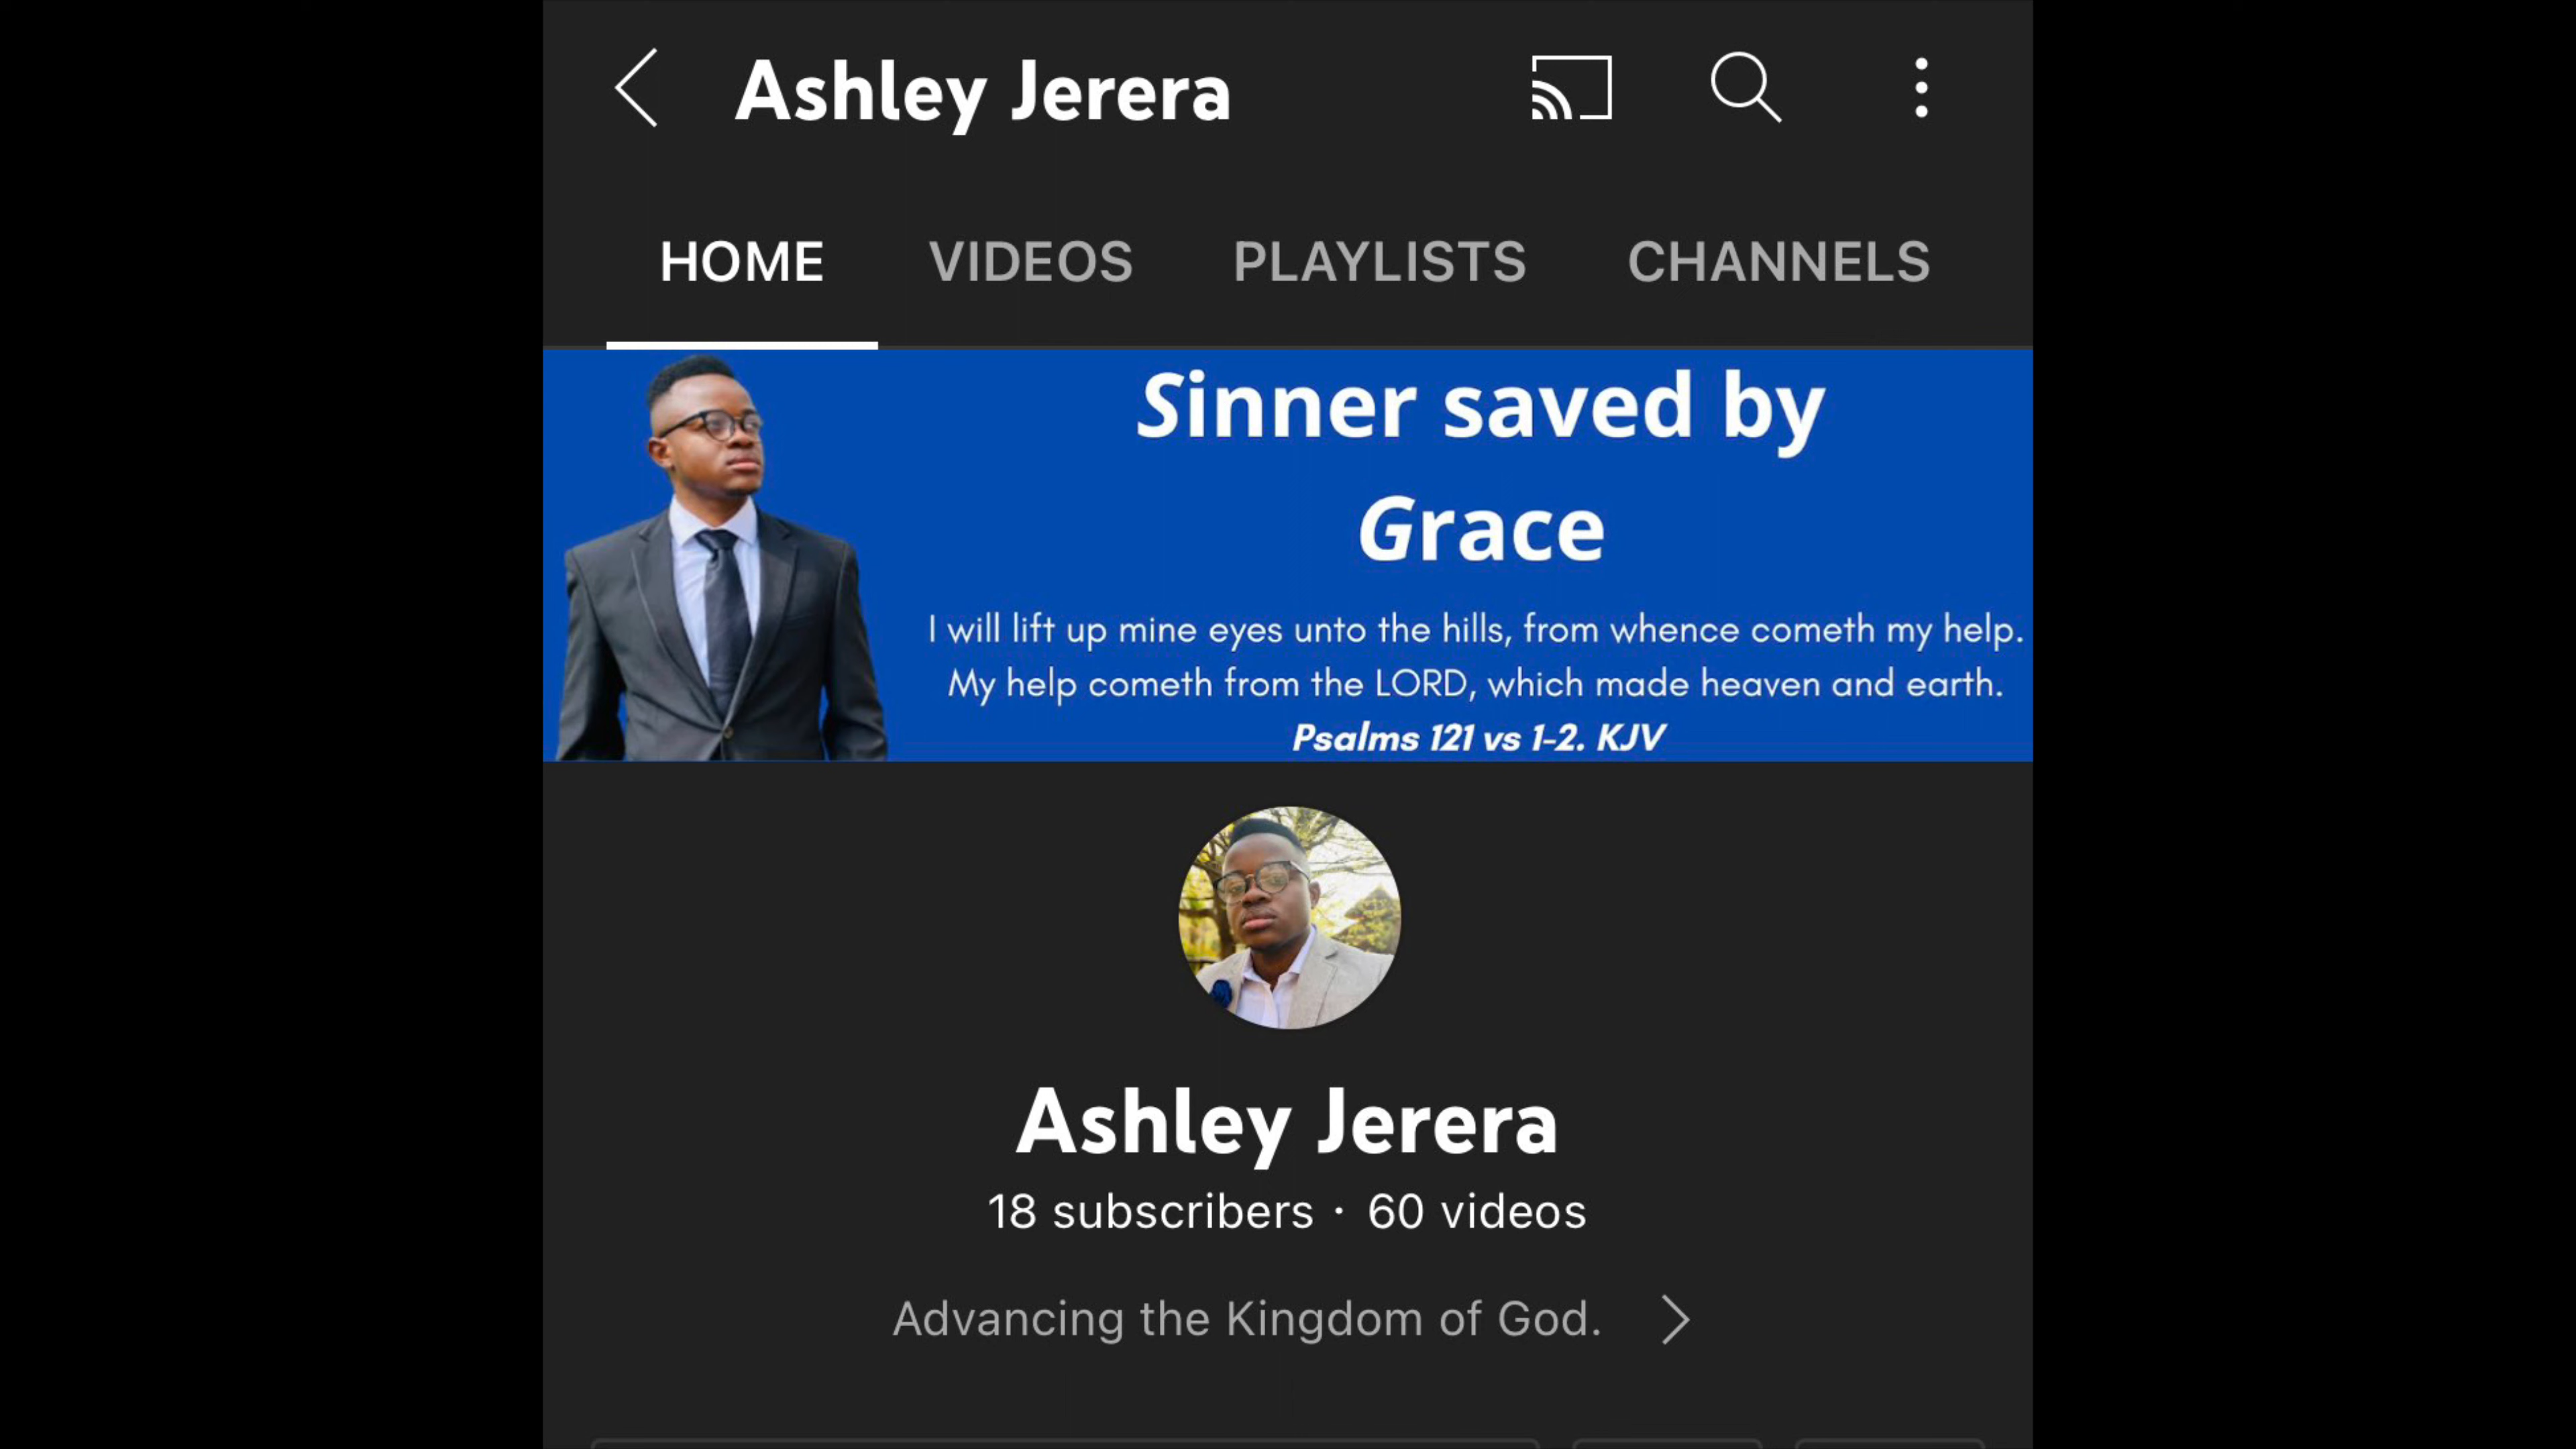 Ashley Jerera
HOME VIDEOS PLAYLISTS CHANNELS
Sinner saved by
Grace
I will lift up mine eyes unto the hills, from whence cometh my help.
My help cometh from the LORD, which made heaven and earth.
Psalms 121 vs 1-2. KJV
Ashley Jerera
18 subscribers · 60 videos
Advancing the Kingdom of God.